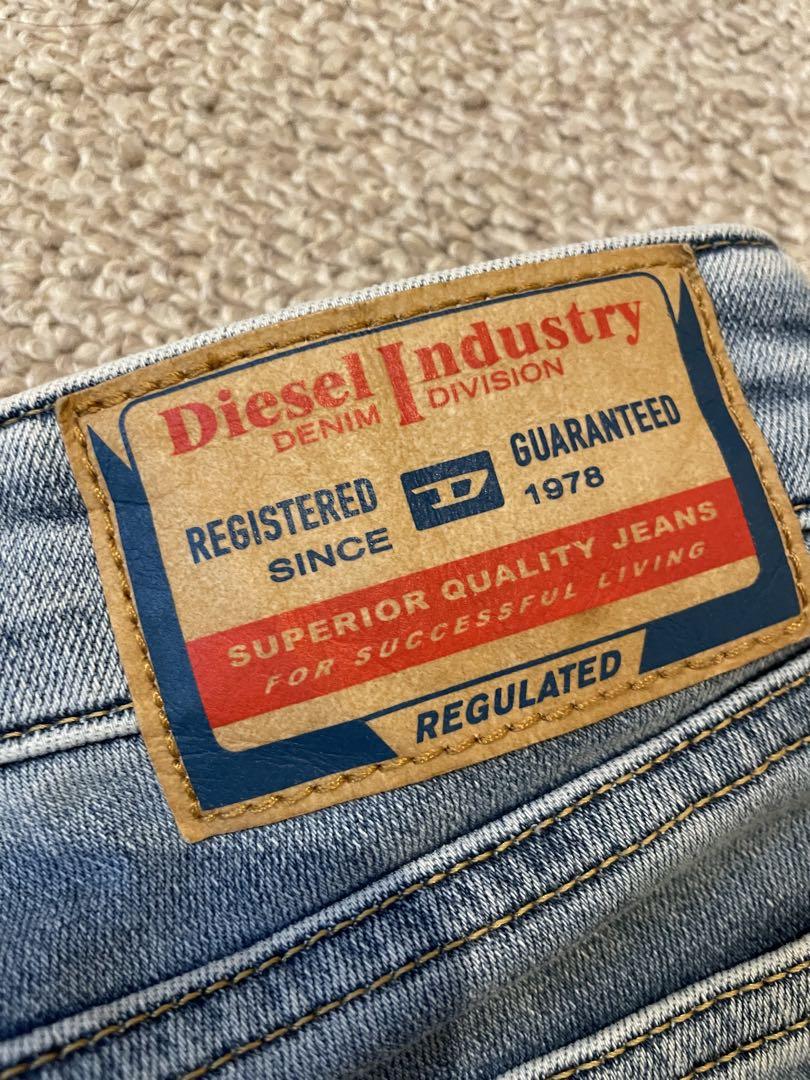 Diesel Industry
DENIM DIVISION
REGISTERED D GUARANTEED
SINCE 1978
SUPERIOR QUALITY JEANS
FOR SUCCESSFUL LIVING
REGULATED